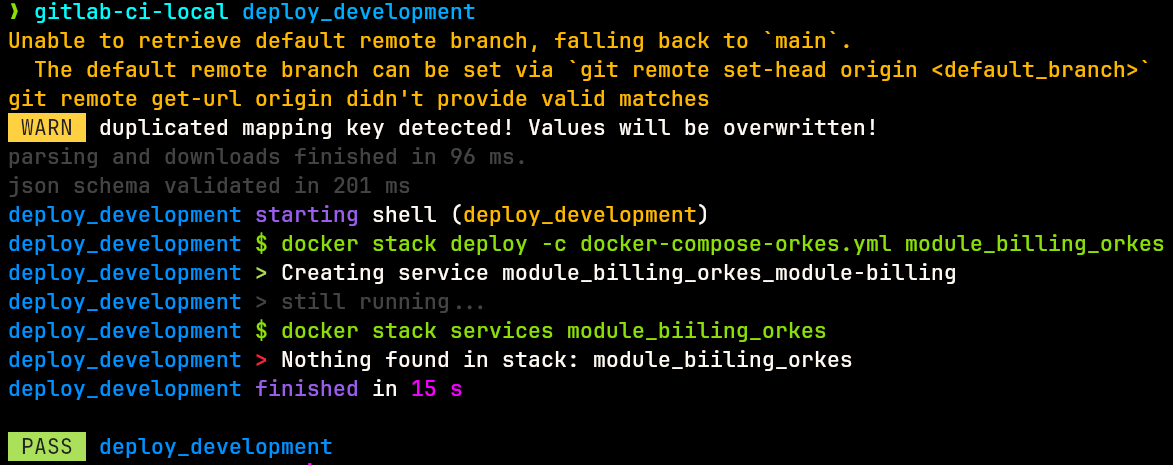 ❯ gitlab-ci-local deploy_development
Unable to retrieve default remote branch, falling back to `main`.
  The default remote branch can be set via `git remote set-head origin <default_branch>`
git remote get-url origin didn't provide valid matches
WARN duplicated mapping key detected! Values will be overwritten!
parsing and downloads finished in 96 ms.
json schema validated in 201 ms
deploy_development starting shell (deploy_development)
deploy_development $ docker stack deploy -c docker-compose-orkes.yml module_billing_orkes
deploy_development > Creating service module_billing_orkes_module-billing
deploy_development > still running...
deploy_development $ docker stack services module_biiling_orkes
deploy_development > Nothing found in stack: module_biiling_orkes
deploy_development finished in 15 s
PASS deploy_development